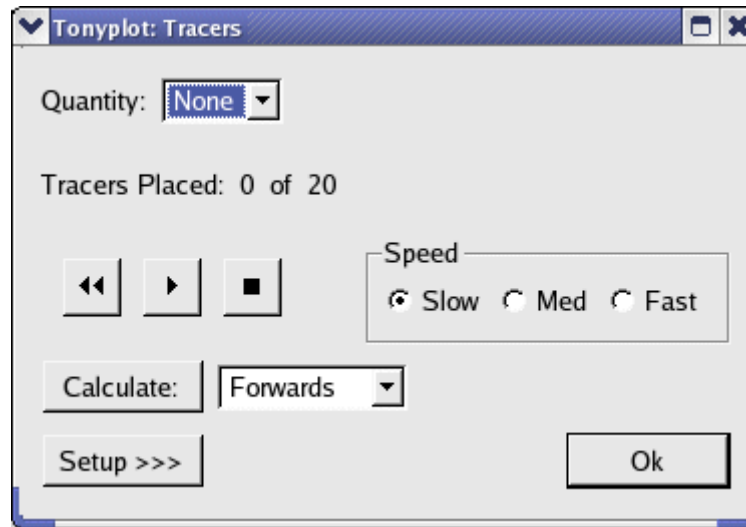 Tonyplot: Tracers
Quantity: None
Tracers Placed: 0 of 20
Speed
Slow Med Fast
Calculate: Forwards
Setup >>> Ok